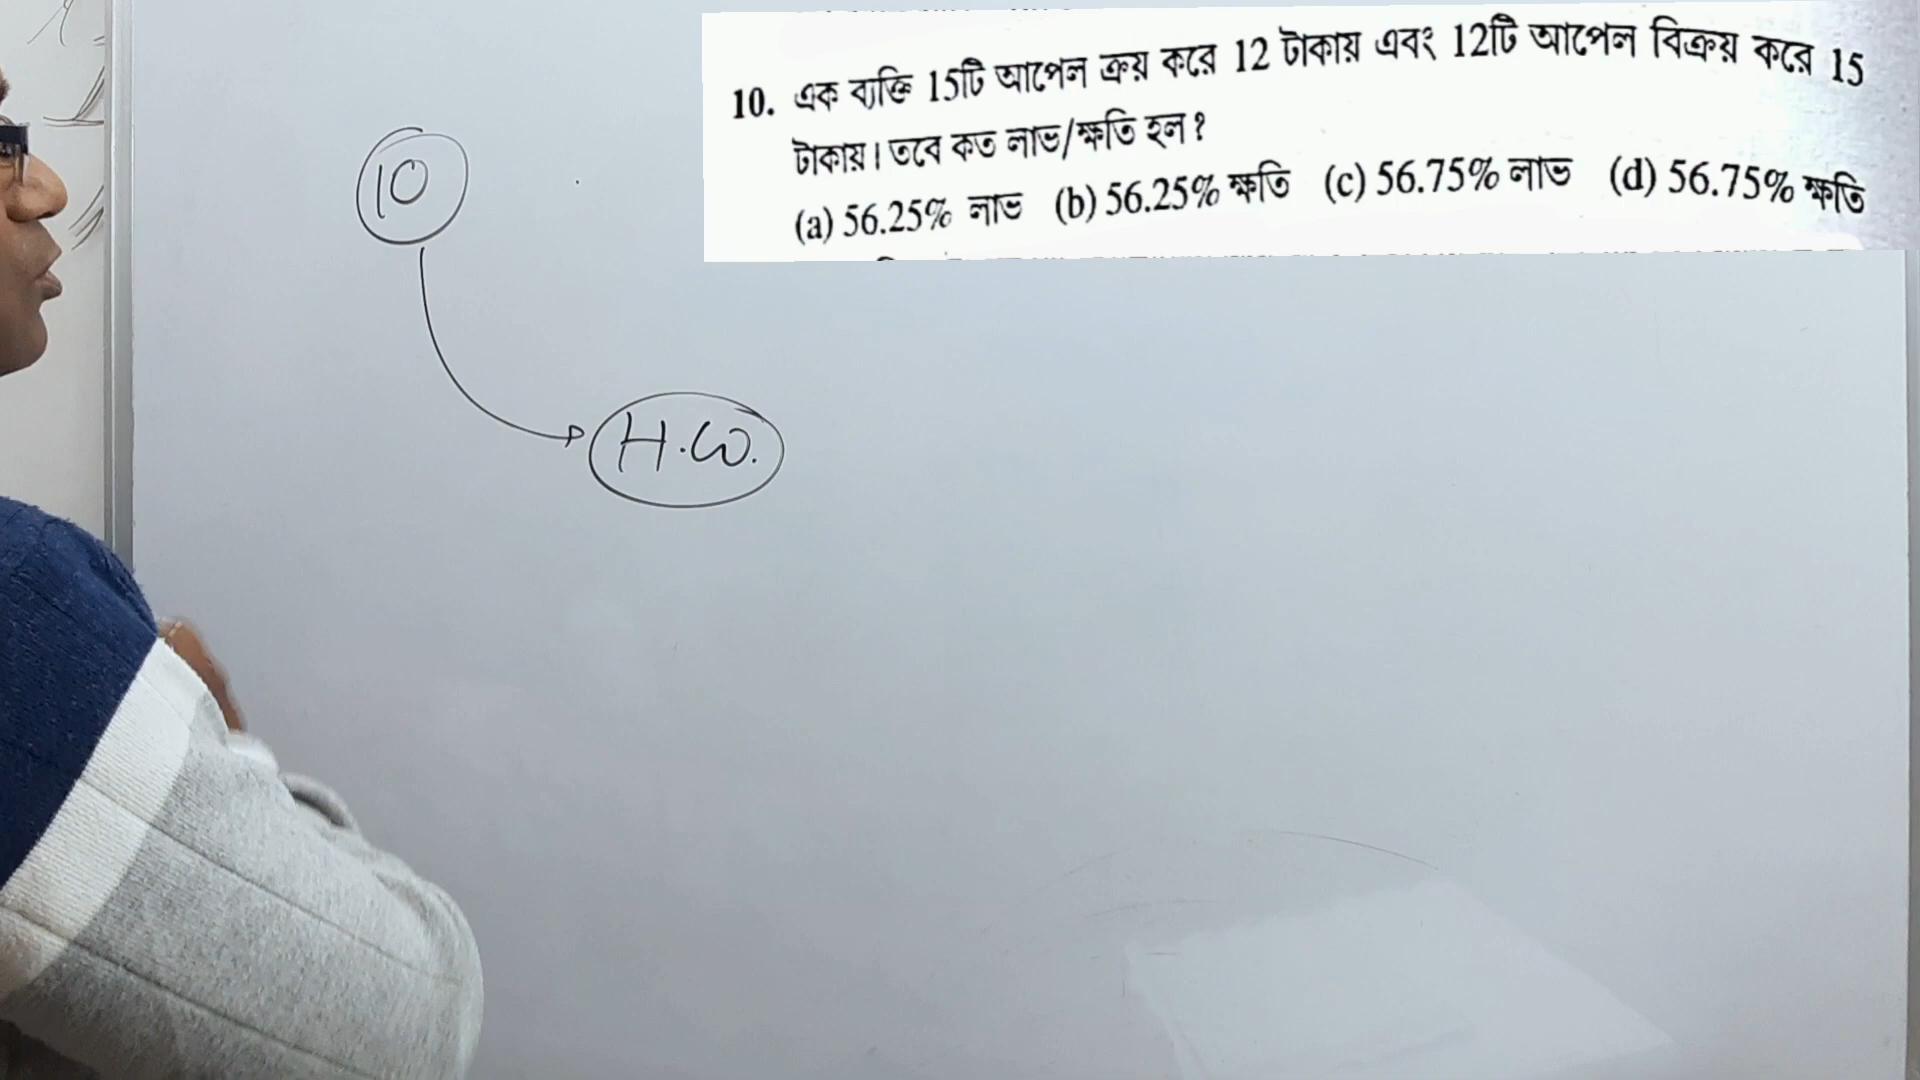 10. এক ব্যক্তি 15টি আপেল ক্রয় করে 12 টাকায় এবং 12টি আপেল বিক্রয় করে 15
টাকায়। তবে কত লাভ/ক্ষতি হল?
(a) 56.25% লাভ (b) 56.25% ক্ষতি (c) 56.75% লাভ (d) 56.75% ক্ষতি
10
H.W.